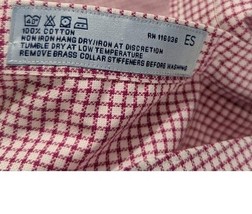 100% COTTON RN 116036 ES
NON IRON HANG DRY/IRON AT DISCRETION
TUMBLE DRY AT LOW TEMPERATURE
REMOVE BRASS COLLAR STIFFENERS BEFORE WASHING